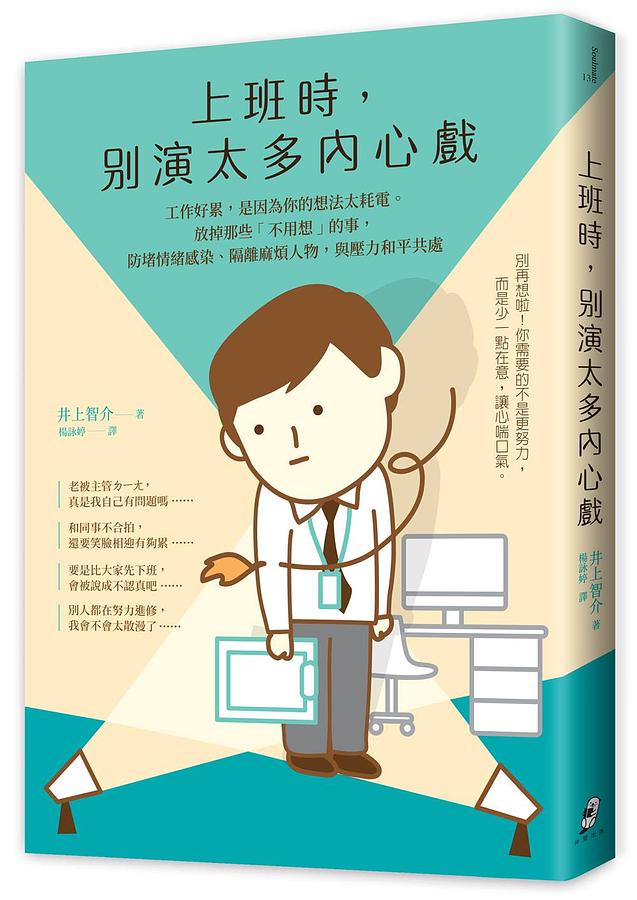 上班時，
別演太多內心戲
工作好累，是因為你的想法太耗電。
放掉那些「不用想」的事，
防堵情緒感染、隔離麻煩人物，與壓力和平共處
別再想啦！你需要的不是更努力，
而是少一點在意，讓心喘口氣。
井上智介——著
楊詠婷——譯
老被主管ㄉㄧㄤ，
真是我自己有問題嗎……
和同事不合拍，
還要笑臉相迎有夠累……
要是比大家先下班，
會被說成不認真吧……
別人都在努力進修，
我會不會太散漫了……
Soulmate
13
上班時，別演太多內心戲
井上智介 著
楊詠婷 譯